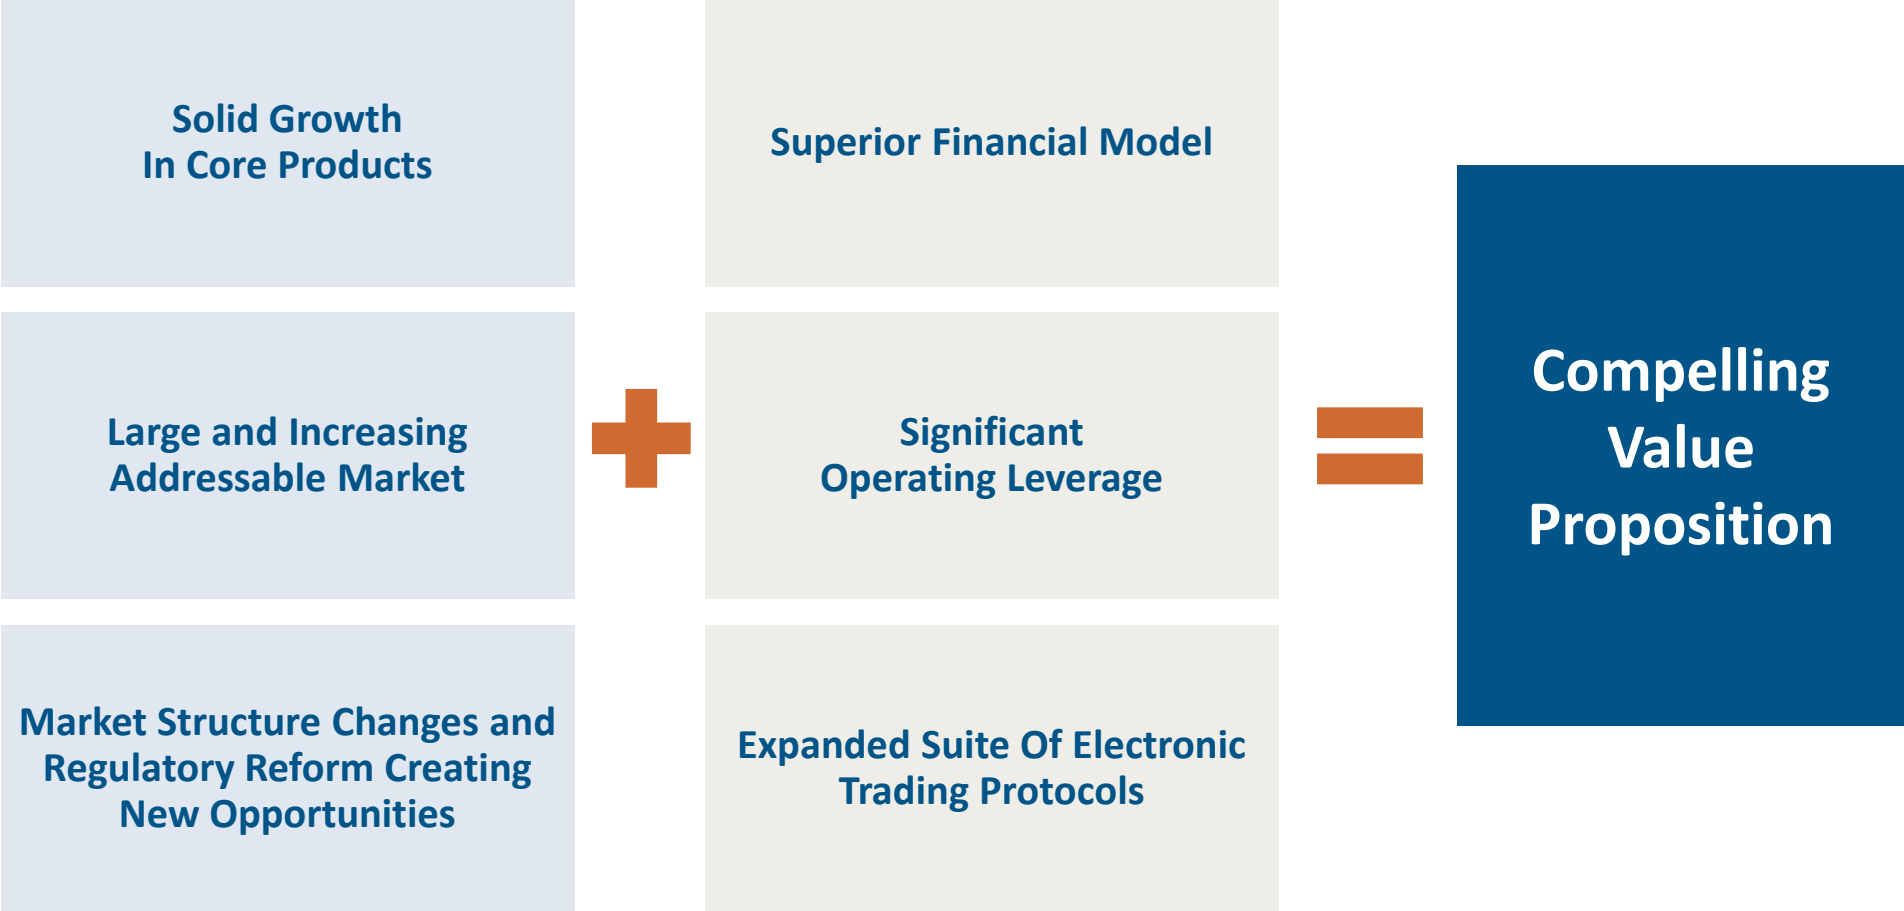 Solid Growth
In Core Products
Large and Increasing
Addressable Market
Market Structure Changes and
Regulatory Reform Creating
New Opportunities
Superior Financial Model
Significant
Operating Leverage
Expanded Suite Of Electronic
Trading Protocols
Compelling
Value
Proposition